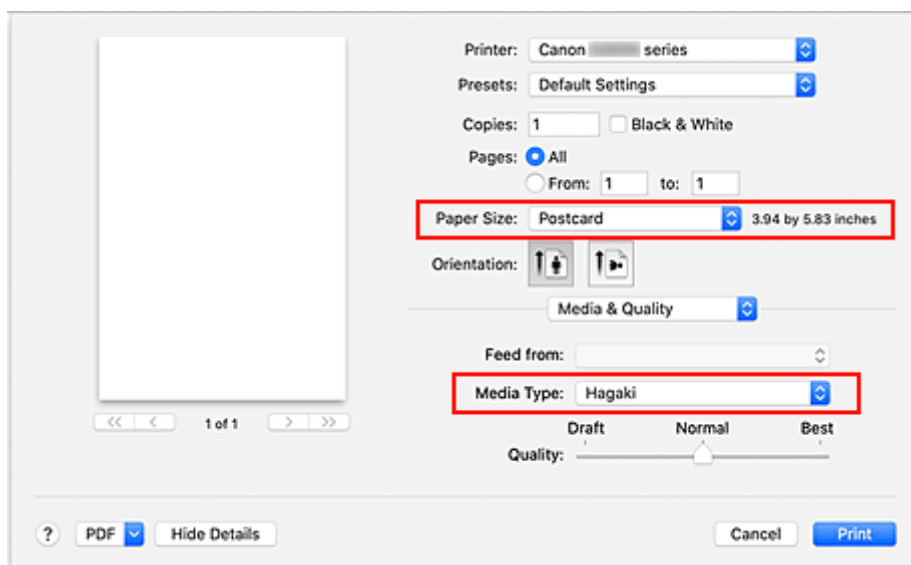 Printer: Canon series
Presets: Default Settings
Copies: 1 Black & White
Pages: All
From: 1 to: 1
Paper Size: Postcard 3.94 by 5.83 inches
Orientation:
Media & Quality
Feed from:
Media Type: Hagaki
Draft Normal Best
Quality:
<< < 1 of 1 > >>
? PDF Hide Details Cancel Print